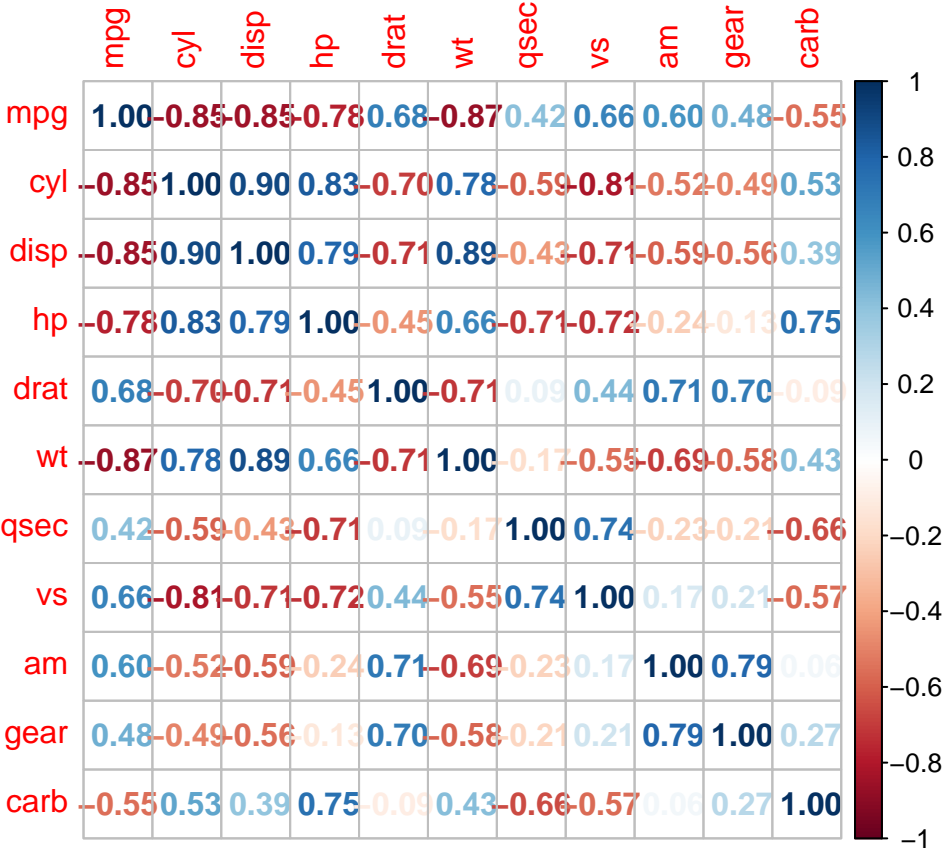 mpg cyl disp hp drat wt qsec vs am gear carb
mpg 1.00 −0.85 −0.85 −0.78 0.68 −0.87 0.42 0.66 0.60 0.48 −0.55
cyl −0.85 1.00 0.90 0.83 −0.70 0.78 −0.59 −0.81 −0.52 −0.49 0.53
disp −0.85 0.90 1.00 0.79 −0.71 0.89 −0.43 −0.71 −0.59 −0.56 0.39
hp −0.78 0.83 0.79 1.00 −0.45 0.66 −0.71 −0.72 −0.24 −0.13 0.75
drat 0.68 −0.70 −0.71 −0.45 1.00 −0.71 0.09 0.44 0.71 0.70 −0.09
wt −0.87 0.78 0.89 0.66 −0.71 1.00 −0.17 −0.55 −0.69 −0.58 0.43
qsec 0.42 −0.59 −0.43 −0.71 0.09 −0.17 1.00 0.74 −0.23 −0.21 −0.66
vs 0.66 −0.81 −0.71 −0.72 0.44 −0.55 0.74 1.00 0.17 0.21 −0.57
am 0.60 −0.52 −0.59 −0.24 0.71 −0.69 −0.23 0.17 1.00 0.79 0.06
gear 0.48 −0.49 −0.56 −0.13 0.70 −0.58 −0.21 0.21 0.79 1.00 0.27
carb −0.55 0.53 0.39 0.75 −0.09 0.43 −0.66 −0.57 0.06 0.27 1.00
1
0.8
0.6
0.4
0.2
0
−0.2
−0.4
−0.6
−0.8
−1